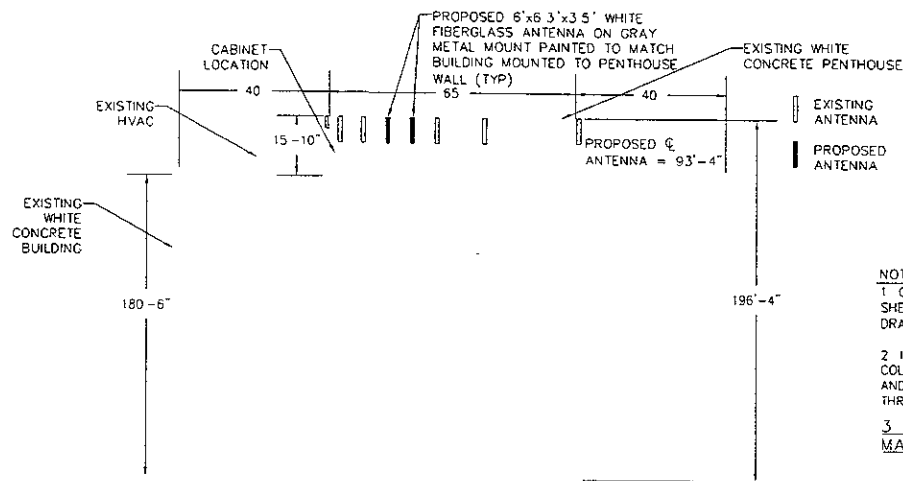 PROPOSED 6'x6 3'x3 5' WHITE
FIBERGLASS ANTENNA ON GRAY
METAL MOUNT PAINTED TO MATCH
BUILDING MOUNTED TO PENTHOUSE
WALL (TYP)
CABINET
LOCATION
EXISTING WHITE
CONCRETE PENTHOUSE
40
65
40
EXISTING
HVAC
EXISTING
ANTENNA
15-10"
PROPOSED ℄
ANTENNA = 93'-4"
PROPOSED
ANTENNA
EXISTING
WHITE
CONCRETE
BUILDING
180-6"
196'-4"
NOT
1
SHE
DRA
2
COL
AND
THR
3
MA